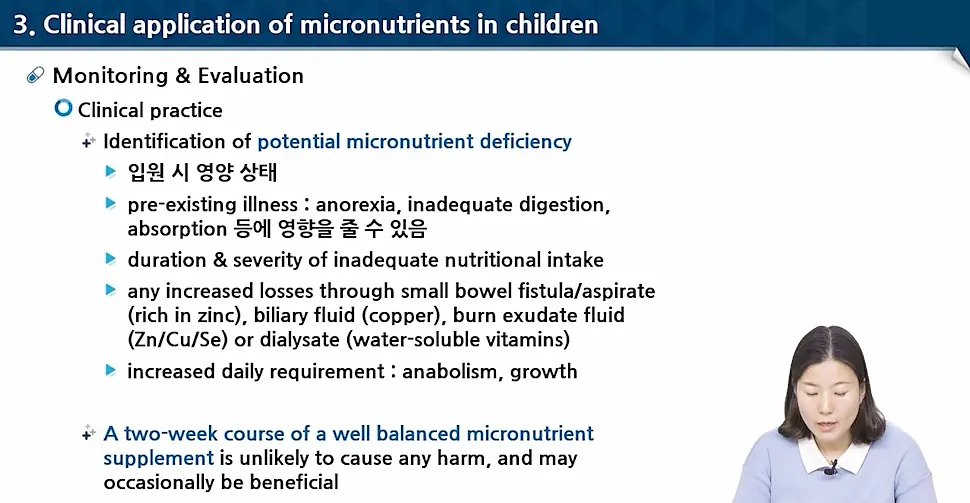 3. Clinical application of micronutrients in children
Monitoring & Evaluation
Clinical practice
Identification of potential micronutrient deficiency
입원 시 영양 상태
pre-existing illness : anorexia, inadequate digestion,
absorption 등에 영향을 줄 수 있음
duration & severity of inadequate nutritional intake
any increased losses through small bowel fistula/aspirate
(rich in zinc), biliary fluid (copper), burn exudate fluid
(Zn/Cu/Se) or dialysate (water-soluble vitamins)
increased daily requirement : anabolism, growth
A two-week course of a well balanced micronutrient
supplement is unlikely to cause any harm, and may
occasionally be beneficial